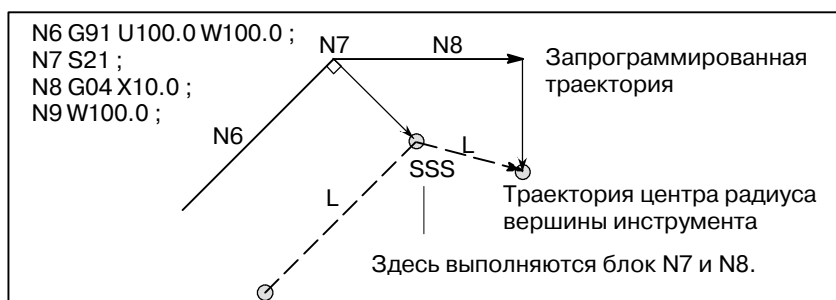 N6 G91 U100.0 W100.0 ;
N7 S21 ;
N8 G04 X10.0 ;
N9 W100.0 ;
N7
N8
Запрограммированная
траектория
N6
L
SSS
L
Траектория центра радиуса
вершины инструмента
Здесь выполняются блок N7 и N8.